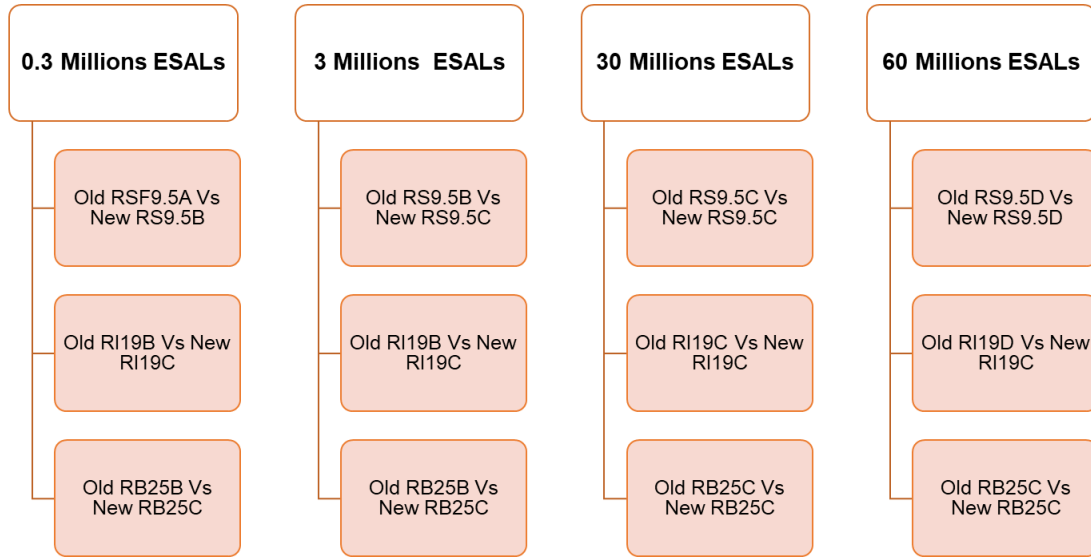 0.3 Millions ESALs
Old RSF9.5A Vs
New RS9.5B
Old RI19B Vs New
RI19C
Old RB25B Vs
New RB25C
3 Millions  ESALs
Old RS9.5B Vs
New RS9.5C
Old RI19B Vs New
RI19C
Old RB25B Vs
New RB25C
30 Millions ESALs
Old RS9.5C Vs
New RS9.5C
Old RI19C Vs New
RI19C
Old RB25C Vs
New RB25C
60 Millions ESALs
Old RS9.5D Vs
New RS9.5D
Old RI19D Vs New
RI19C
Old RB25C Vs
New RB25C